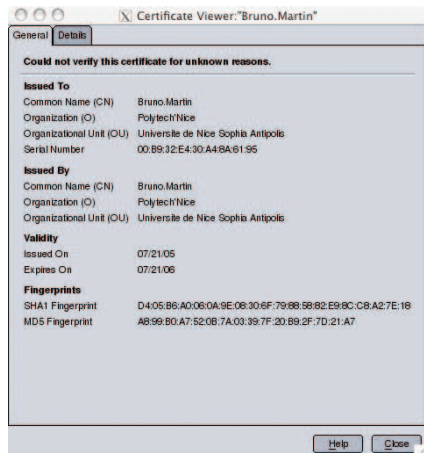 Certificate Viewer:"Bruno.Martin"
General Details
Could not verify this certificate for unknown reasons.
Issued To
Common Name (CN) Bruno.Martin
Organization (O) Polytech'Nice
Organizational Unit (OU) Universite de Nice Sophia Antipolis
Serial Number 00:B9:32:E4:30:A4:8A:61:95
Issued By
Common Name (CN) Bruno.Martin
Organization (O) Polytech'Nice
Organizational Unit (OU) Universite de Nice Sophia Antipolis
Validity
Issued On 07/21/05
Expires On 07/21/06
Fingerprints
SHA1 Fingerprint D4:05:B6:A0:06:0A:9E:08:30:6F:79:88:58:82:E9:8C:C8:A2:7E:18
MD5 Fingerprint A8:99:B0:A7:52:0B:7A:03:39:7F:20:B9:2F:7D:21:A7
Help Close